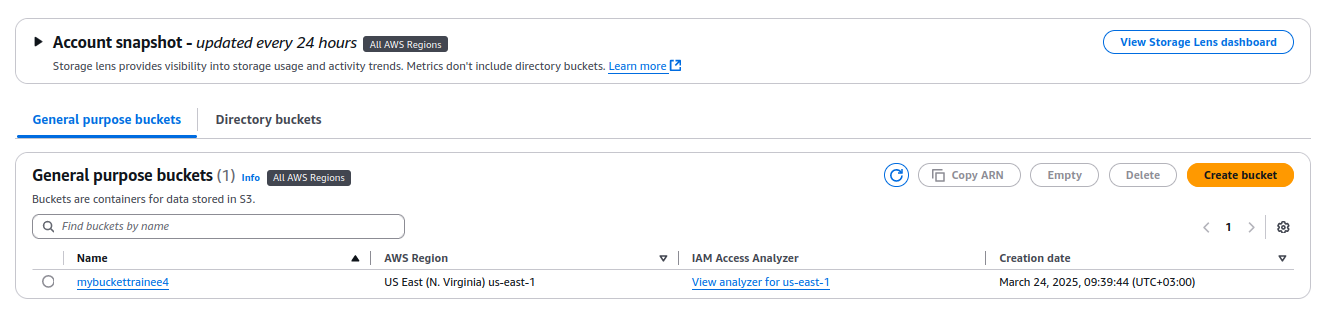 Account snapshot - updated every 24 hours All AWS Regions View Storage Lens dashboard
Storage lens provides visibility into storage usage and activity trends. Metrics don't include directory buckets. Learn more
General purpose buckets Directory buckets
General purpose buckets (1) Info All AWS Regions Copy ARN Empty Delete Create bucket
Buckets are containers for data stored in S3.
Find buckets by name 1
Name AWS Region IAM Access Analyzer Creation date
mybuckettrainee4 US East (N. Virginia) us-east-1 View analyzer for us-east-1 March 24, 2025, 09:39:44 (UTC+03:00)